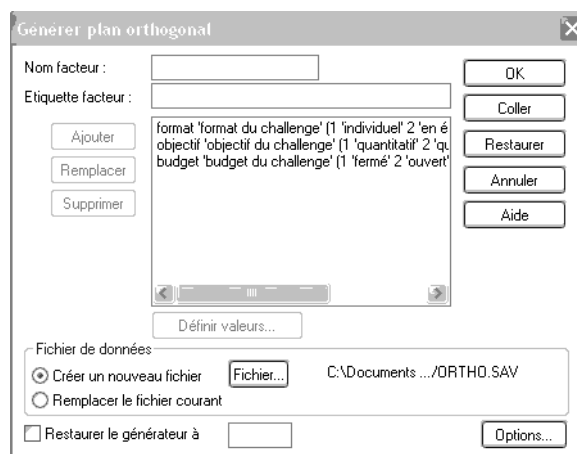 Générer plan orthogonal
Nom facteur :
OK
Etiquette facteur :
Coller
Ajouter
format 'format du challenge' (1 'individuel' 2 'en é
Restaurer
objectif 'objectif du challenge' (1 'quantitatif' 2 'qu
Remplacer
budget 'budget du challenge' (1 'fermé' 2 'ouvert'
Annuler
Supprimer
Aide
Définir valeurs...
Fichier de données
Créer un nouveau fichier
Fichier...
C:\Documents .../ORTHO.SAV
Remplacer le fichier courant
Restaurer le générateur à
Options...